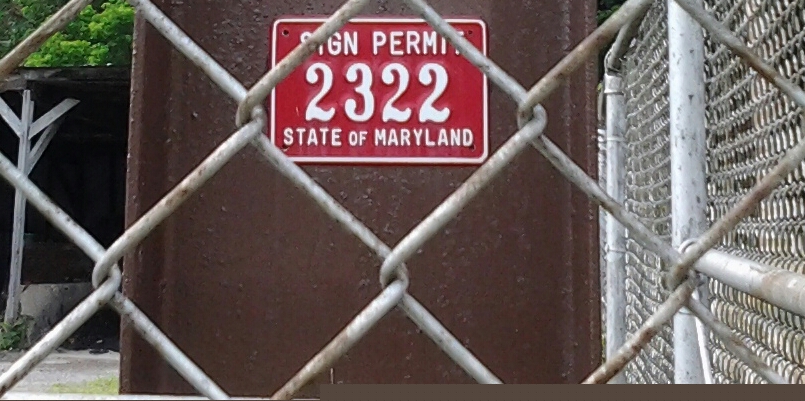 SIGN PERMIT
2322
STATE OF MARYLAND